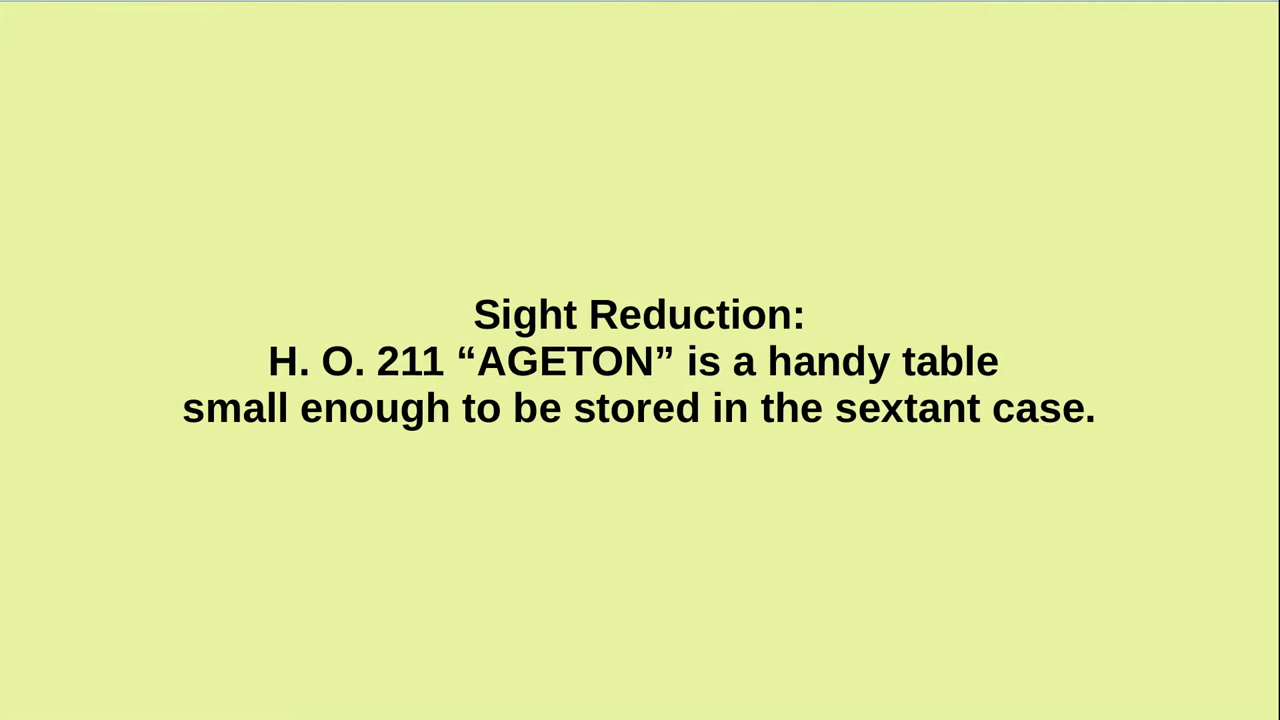 Sight Reduction:
H. O. 211 “AGETON” is a handy table
small enough to be stored in the sextant case.